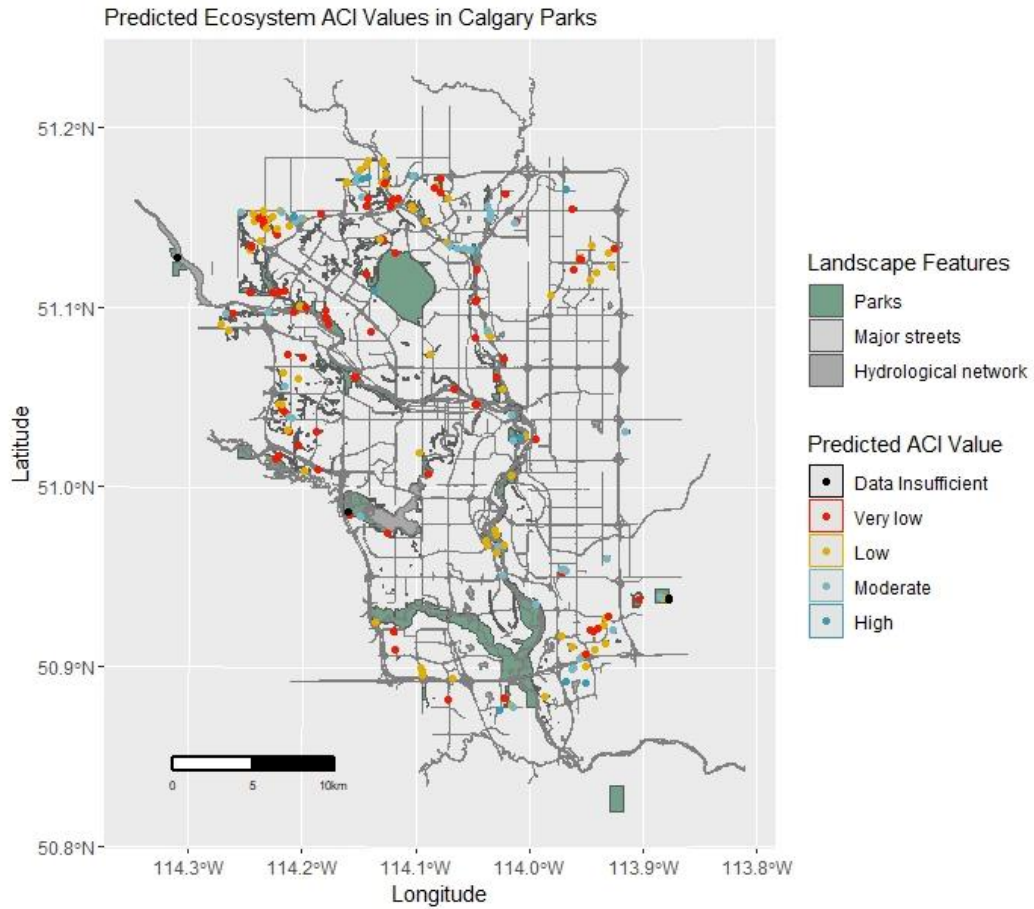 Predicted Ecosystem ACI Values in Calgary Parks
51.2°N
51.1°N
51.0°N
50.9°N
50.8°N
Latitude
0 5 10km
114.3°W 114.2°W 114.1°W 114.0°W 113.9°W 113.8°W
Longitude
Landscape Features
Parks
Major streets
Hydrological network
Predicted ACI Value
Data Insufficient
Very low
Low
Moderate
High